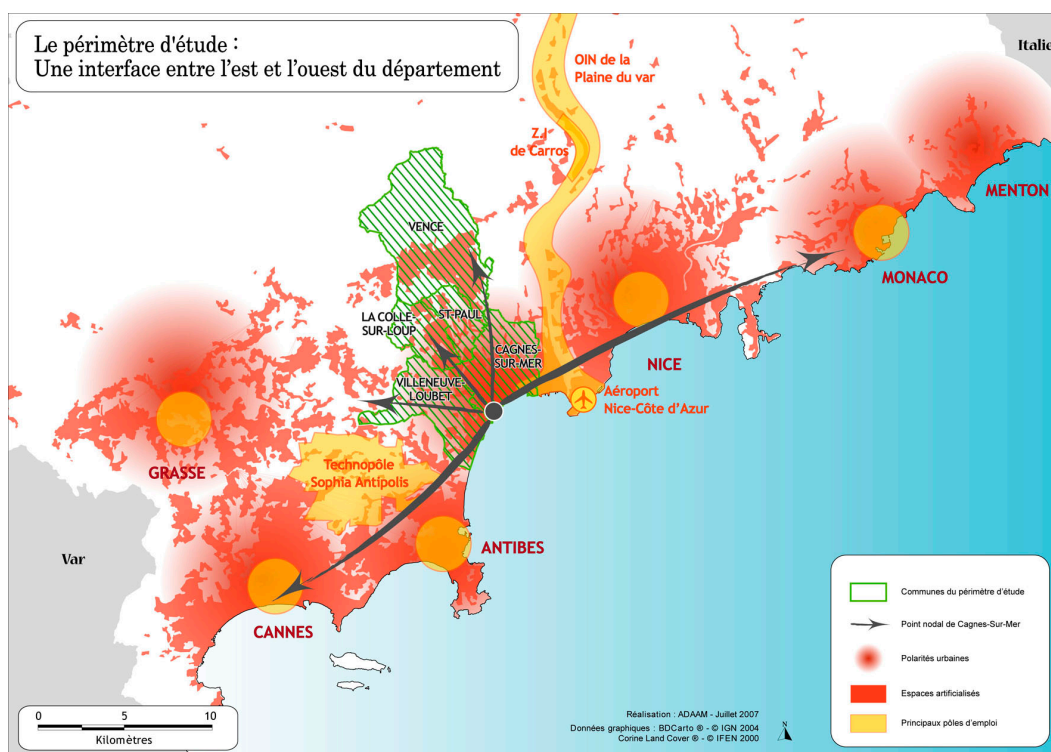 Le périmètre d'étude :
Une interface entre l'est et l'ouest du département
Italie
OIN de la
Plaine du var
Z.I
de Carros
MENTON
VENCE
MONACO
LA COLLE-
SUR-LOUP
ST-PAUL
CAGNES-
SUR-MER
NICE
VILLENEUVE-
LOUBET
Aéroport
Nice-Côte d'Azur
GRASSE
Technopôle
Sophia Antipolis
Var
ANTIBES
CANNES
Communes du périmètre d'étude
Point nodal de Cagnes-Sur-Mer
Polarités urbaines
Espaces artificialisés
Principaux pôles d'emploi
0 5 10
Kilomètres
Réalisation : ADAAM - Juillet 2007
Données graphiques : BDCarto ® - © IGN 2004
Corine Land Cover ® - © IFEN 2000
N